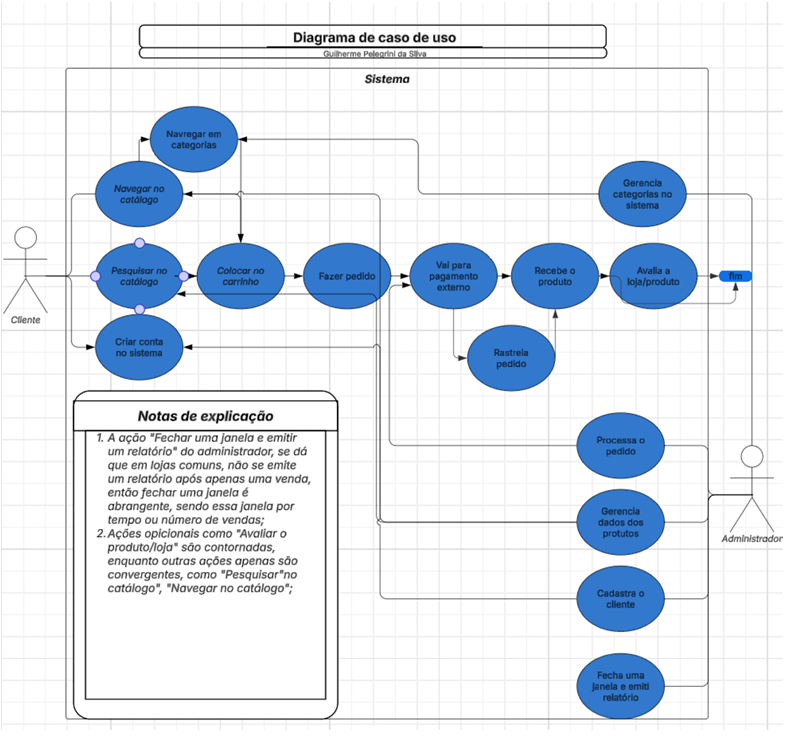 Diagrama de caso de uso
Guilherme Pelegrini da Silva
Sistema
Navregar em
categorias
Navegar no
catálago
Gerencia
categorias no
sistema
Pesquisar no
catálogo
Colocar no
carrinho
Fazer pedido
Vai para
pagamento
externo
Recebe o
produto
Avalia a
loja/produto
fim
Cliente
Criar conta
no sistema
Rastreia
pedido
Notas de explicação
1. A ação "Fechar uma janela e emitir
um relatório" do administrador, se dá
que em lojas comuns, não se emite
um relatório após apenas uma venda,
então fechar uma janela é
abrangente, sendo essa janela por
tempo ou número de vendas;
2. Ações opicionais como "Avaliar o
produto/loja" são contornadas,
enquanto outras ações apenas são
convergentes, como "Pesquisar"no
catálogo", "Navegar no catálogo";
Processa o
pedido
Gerencia
dados dos
protutos
Administrador
Cadastra o
cliente
Fecha uma
janela e emiti
relatório